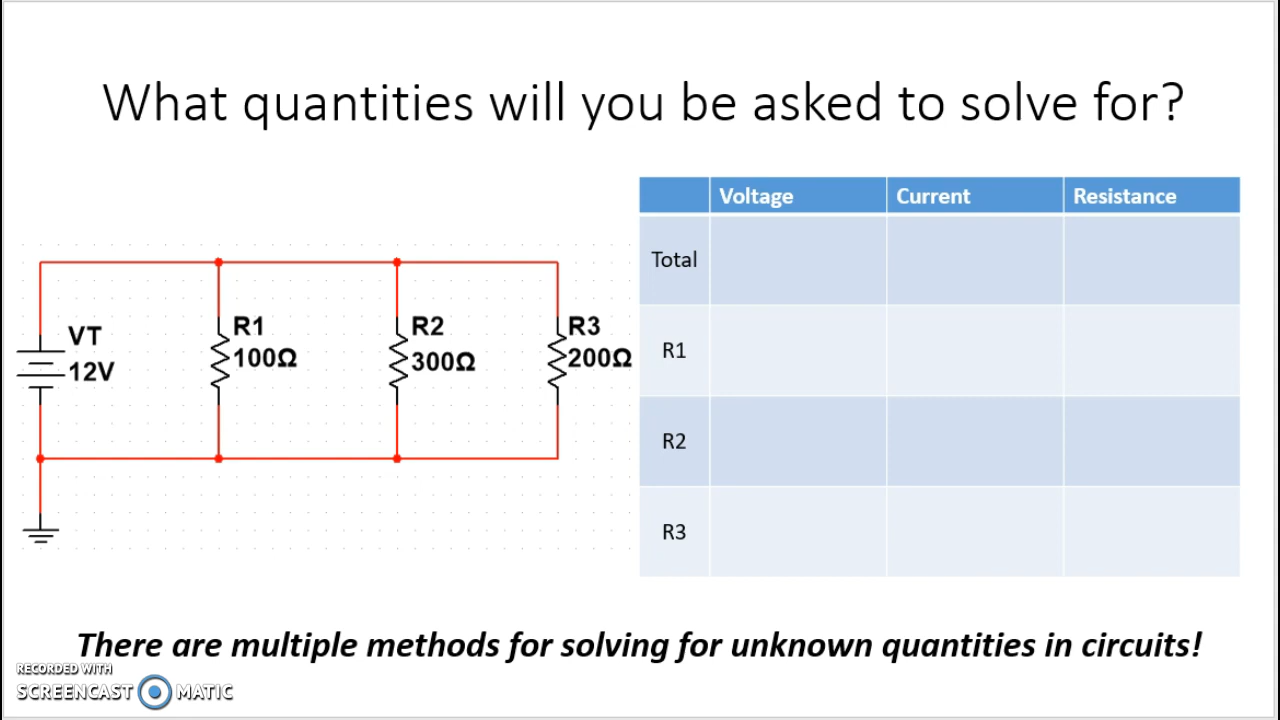 What quantities will you be asked to solve for?
Voltage Current Resistance
Total
R1
R2
R3
VT
12V
R1
100Ω
R2
300Ω
R3
200Ω
There are multiple methods for solving for unknown quantities in circuits!
RECORDED WITH
SCREENCAST MATIC